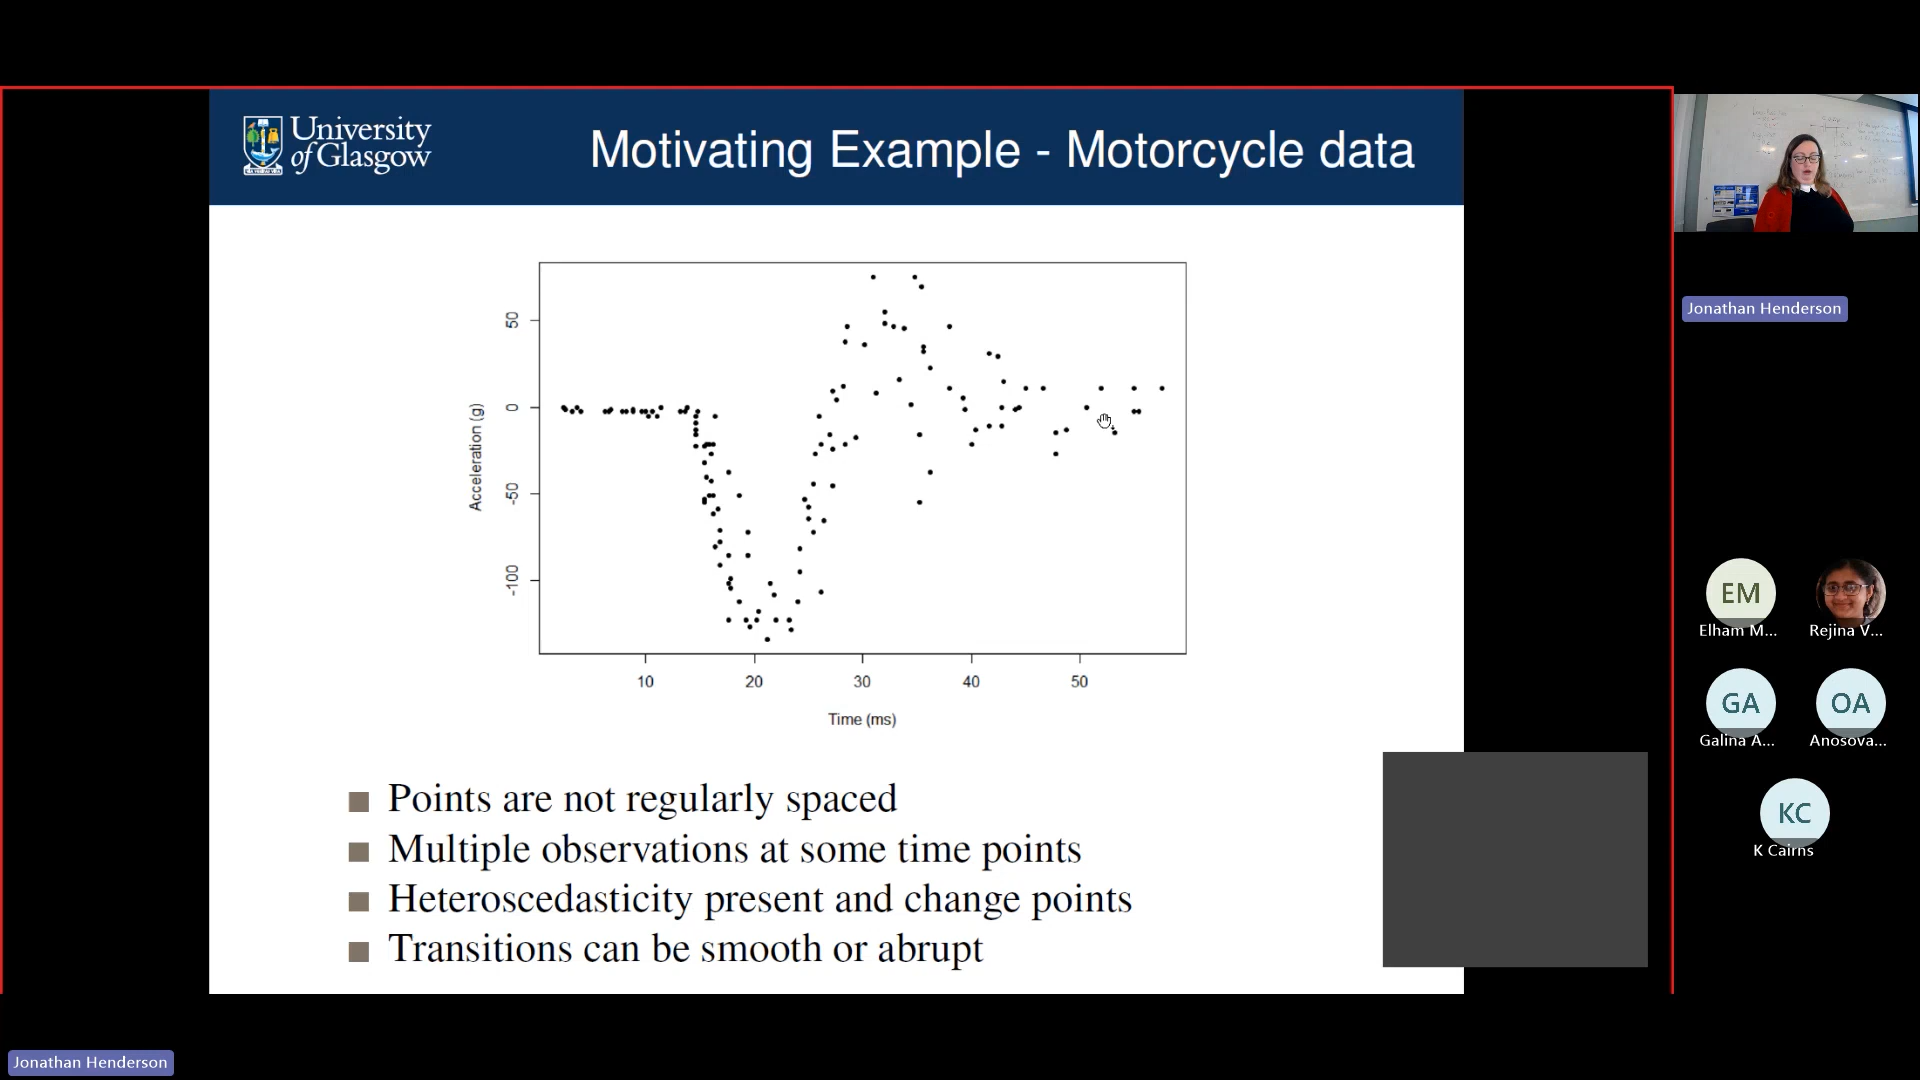 University
of Glasgow
Motivating Example - Motorcycle data
50
0
-50
-100
Acceleration (g)
10 20 30 40 50
Time (ms)
Points are not regularly spaced
Multiple observations at some time points
Heteroscedasticity present and change points
Transitions can be smooth or abrupt
Jonathan Henderson
EM
Elham M...
Rejina V...
GA
Galina A...
OA
Anosova...
KC
K Cairns
Jonathan Henderson